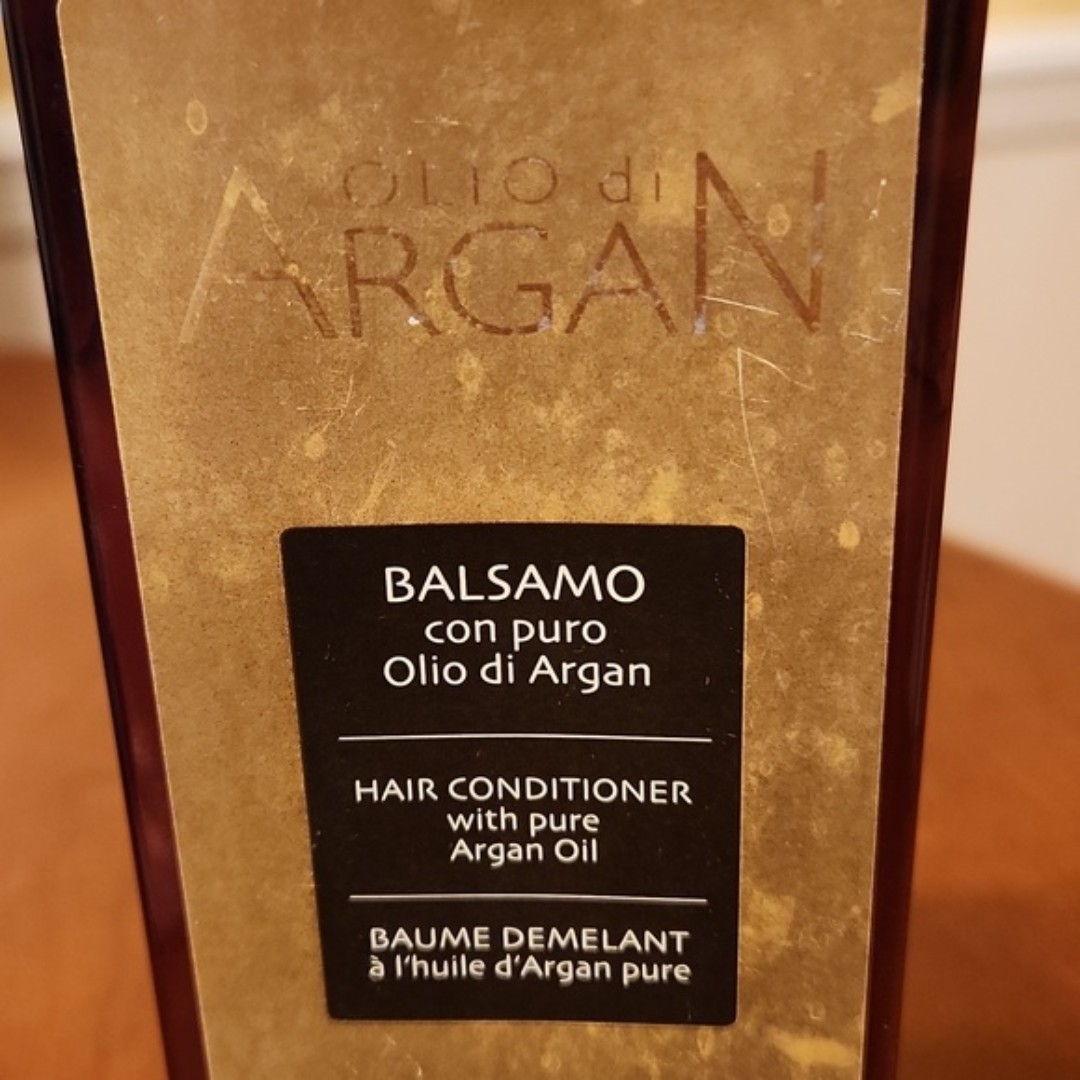 OLIO di
ARGAN
BALSAMO
con puro
Olio di Argan
HAIR CONDITIONER
with pure
Argan Oil
BAUME DEMELANT
à l'huile d'Argan pure